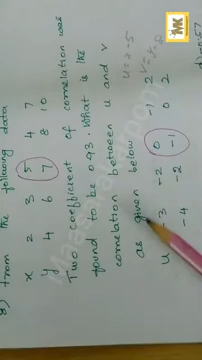 8) From the following data
x 2 3 5 4 7
y 4 6 7 8 10
Two coefficient of correlation was
found to be 0.93. What is the
correlation between u and v
as given below
u -3 -2 0 -1 2
-4 -2 -1 0 2
u = x - 5
MK